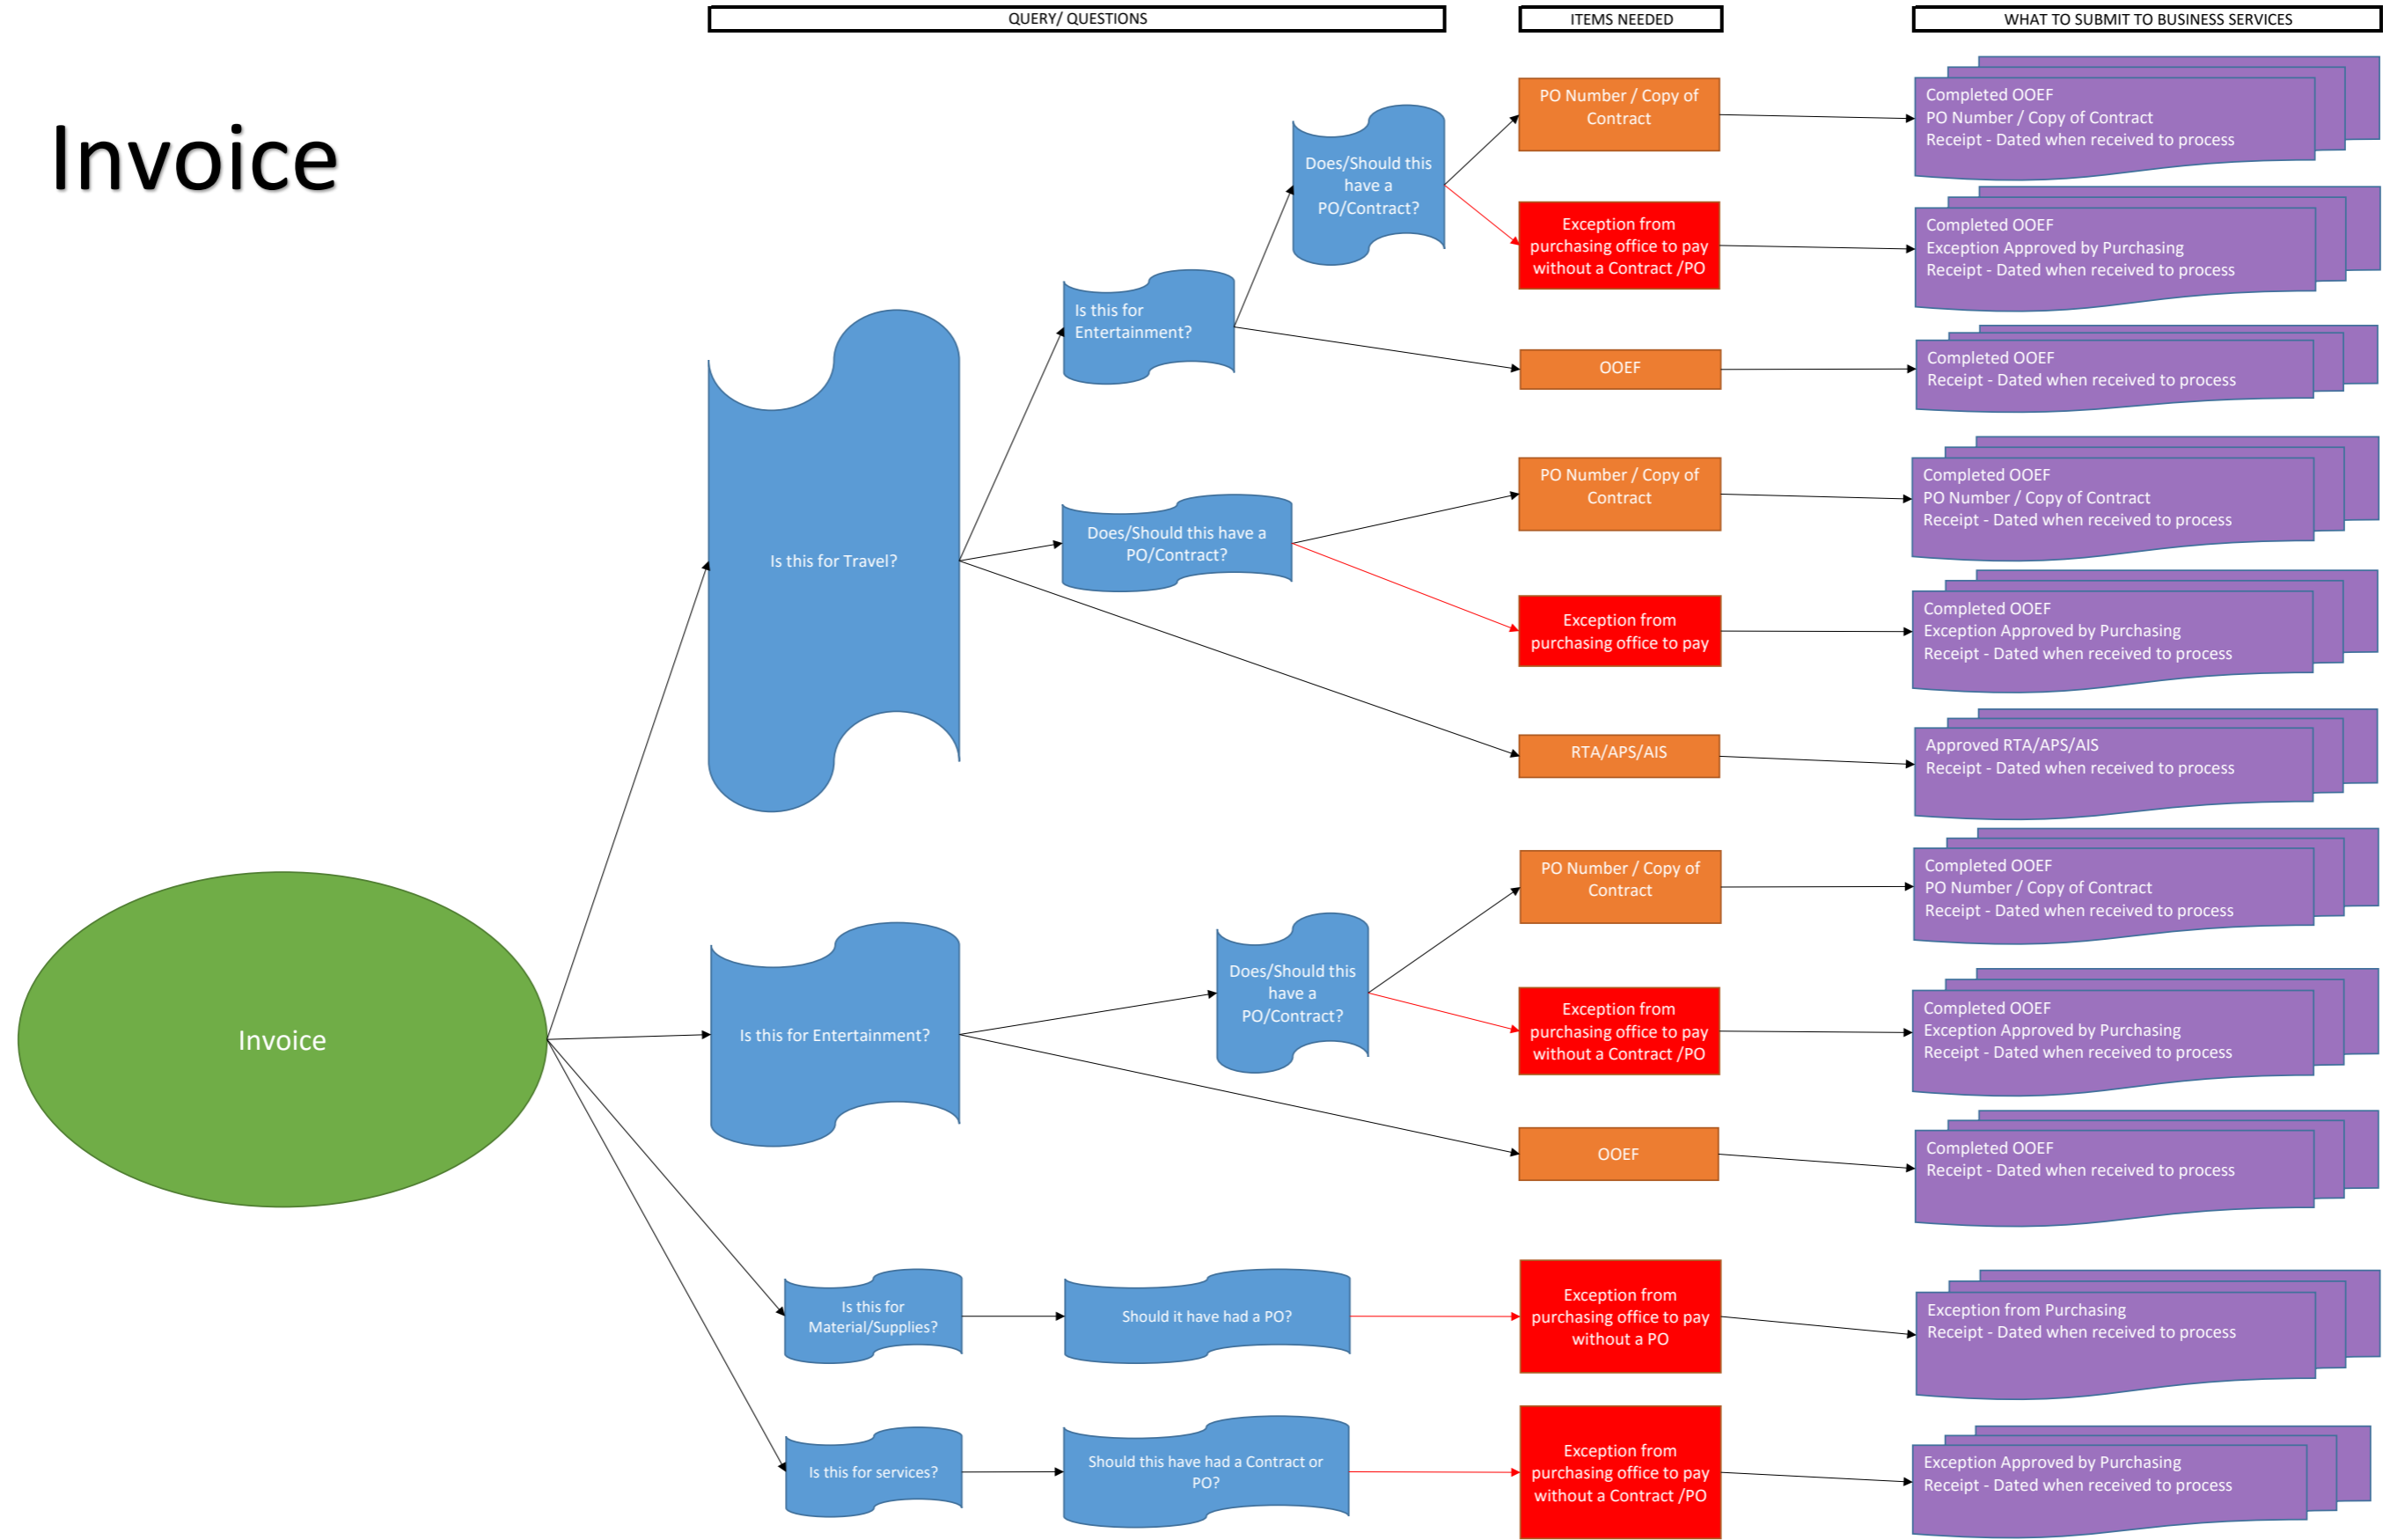 QUERY/ QUESTIONS
ITEMS NEEDED
WHAT TO SUBMIT TO BUSINESS SERVICES
Invoice
Does/Should this
have a
PO/Contract?
PO Number / Copy of
Contract
Completed OOEF
PO Number / Copy of Contract
Receipt - Dated when received to process
Exception from
purchasing office to pay
without a Contract /PO
Completed OOEF
Exception Approved by Purchasing
Receipt - Dated when received to process
Is this for
Entertainment?
OOEF
Completed OOEF
Receipt - Dated when received to process
Is this for Travel?
Does/Should this have a
PO/Contract?
PO Number / Copy of
Contract
Completed OOEF
PO Number / Copy of Contract
Receipt - Dated when received to process
Exception from
purchasing office to pay
Completed OOEF
Exception Approved by Purchasing
Receipt - Dated when received to process
RTA/APS/AIS
Approved RTA/APS/AIS
Receipt - Dated when received to process
Invoice
Is this for Entertainment?
Does/Should this
have a
PO/Contract?
PO Number / Copy of
Contract
Completed OOEF
PO Number / Copy of Contract
Receipt - Dated when received to process
Exception from
purchasing office to pay
without a Contract /PO
Completed OOEF
Exception Approved by Purchasing
Receipt - Dated when received to process
OOEF
Completed OOEF
Receipt - Dated when received to process
Is this for
Material/Supplies?
Should it have had a PO?
Exception from
purchasing office to pay
without a PO
Exception from Purchasing
Receipt - Dated when received to process
Is this for services?
Should this have had a Contract or
PO?
Exception from
purchasing office to pay
without a Contract /PO
Exception Approved by Purchasing
Receipt - Dated when received to process